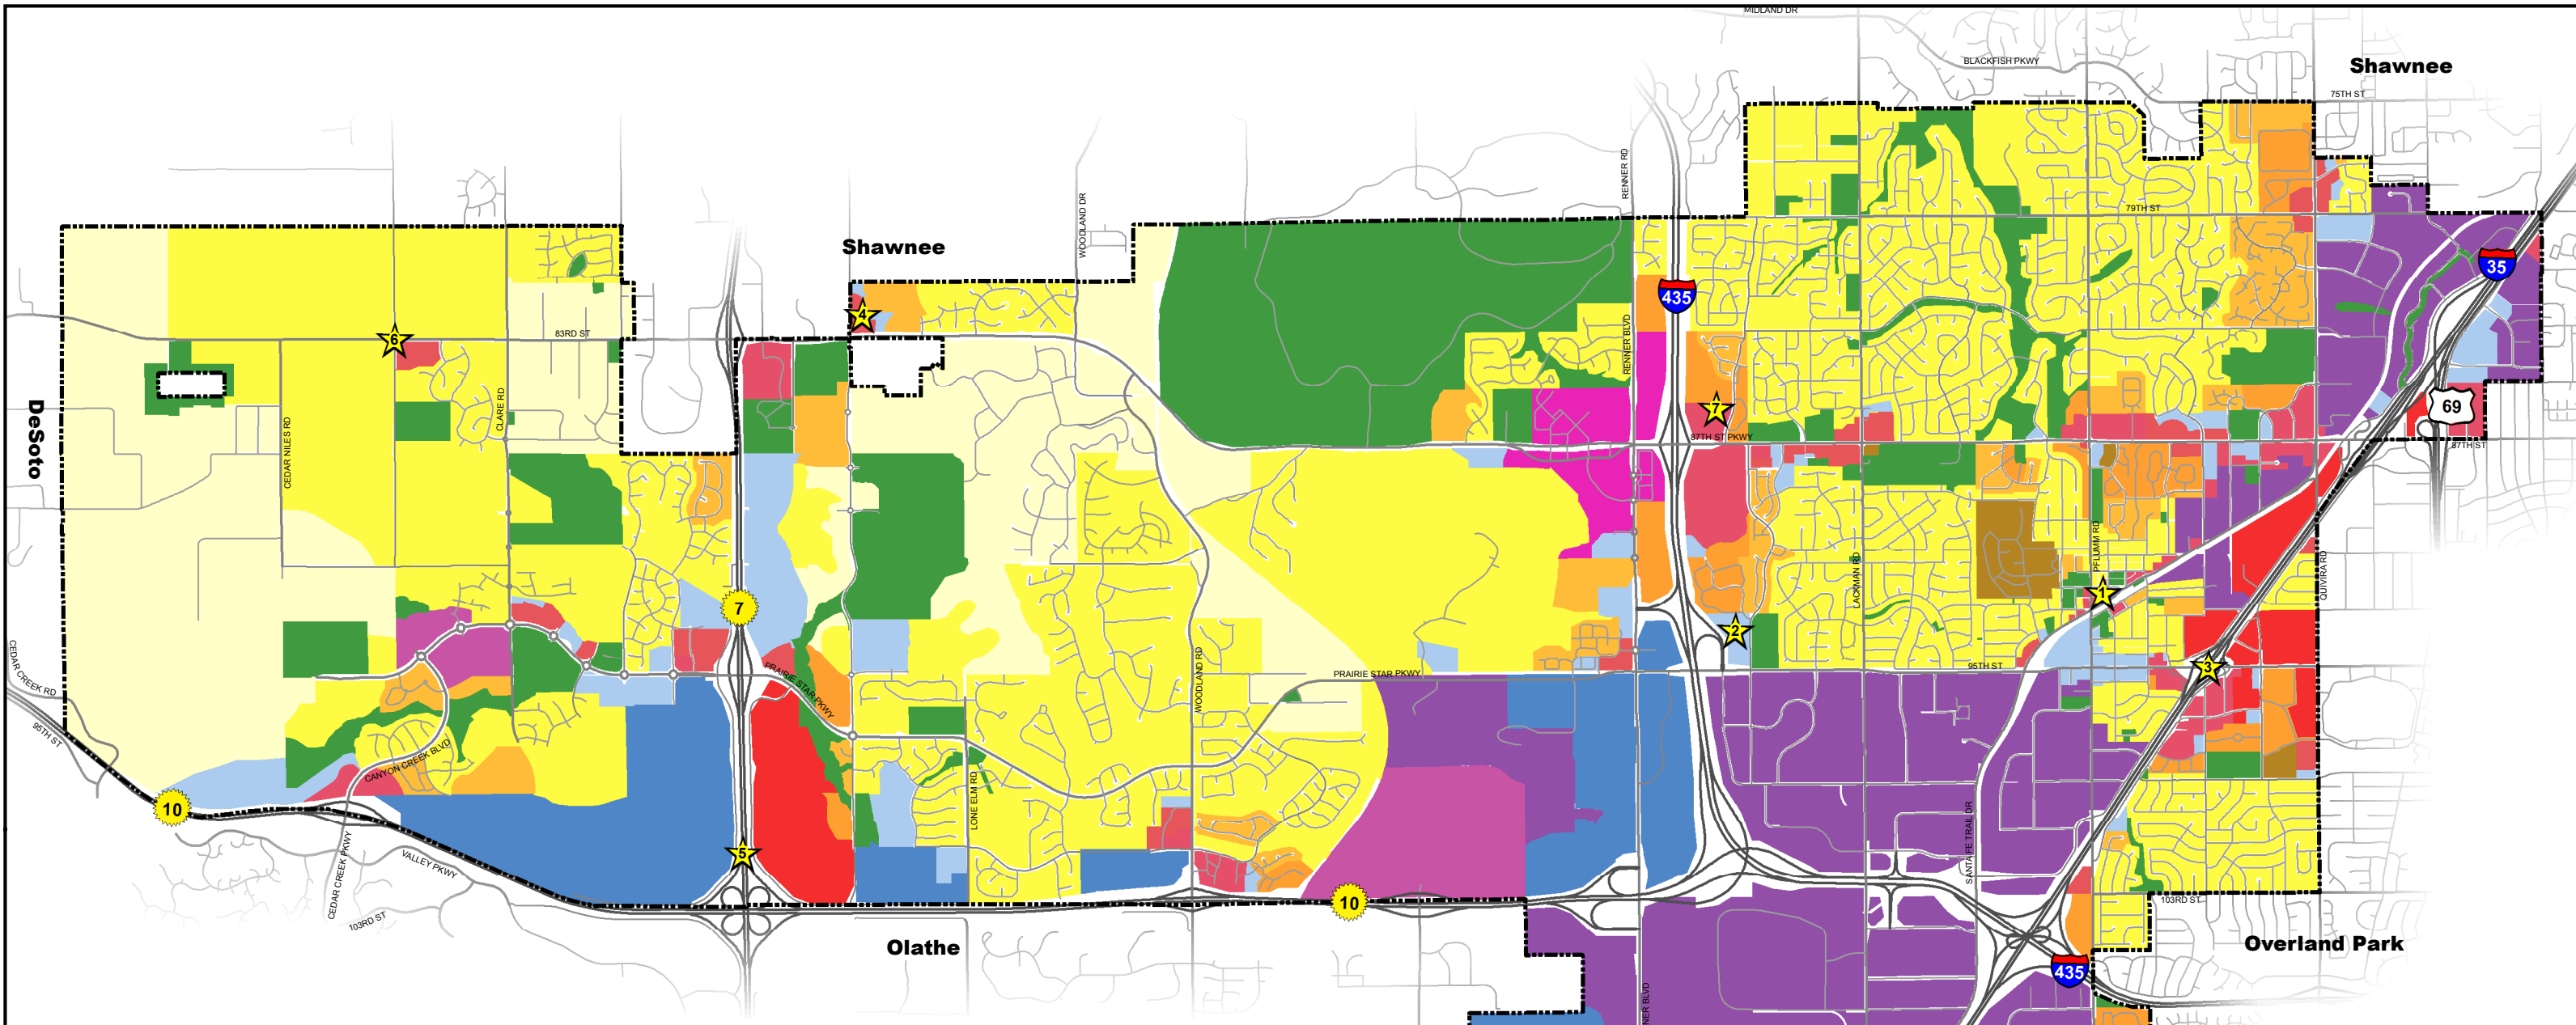 MIDLAND DR
BLACKFISH PKWY
Shawnee
75TH ST
RENNER RD
79TH ST
WOODLAND DR
Shawnee
35
435
4
83RD ST
6
RENNER BLVD
DeSoto
CLARE RD
7
69
87TH ST PKWY
87TH ST
CEDAR NILES RD
PFLUMM RD
LACKMAN RD
QUIVIRA RD
1
7
2
CEDAR CREEK RD
PRAIRIE STAR PKWY
WOODLAND RD
PRAIRIE STAR PKWY
95TH ST
3
95TH ST
CANYON CREEK BLVD
LONE ELM RD
10
SANTA FE TRAIL DR
5
VALLEY PKWY
CEDAR CREEK PKWY
103RD ST
10
103RD ST
Olathe
Overland Park
435
NER BLVD